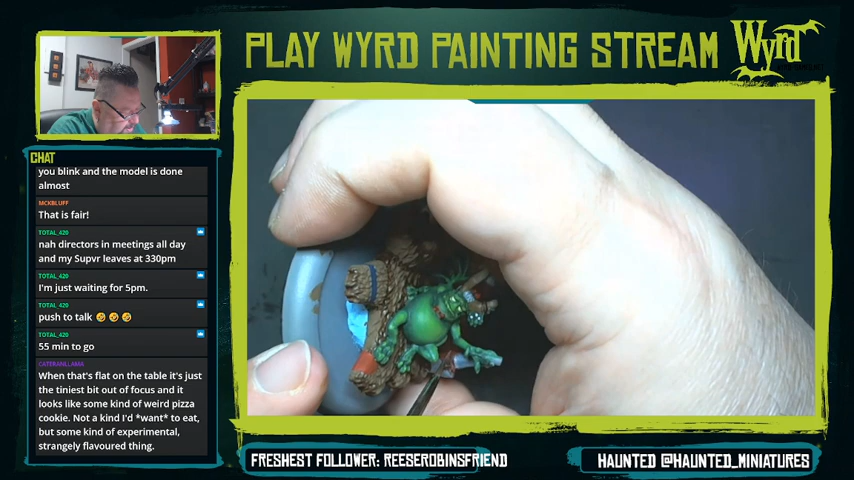 PLAY WYRD PAINTING STREAM
Wyrd
CHAT
you blink and the model is done
almost
MCKBLUFF
That is fair!
TOTAL_420
nah directors in meetings all day
and my Supvr leaves at 330pm
TOTAL_420
I'm just waiting for 5pm.
TOTAL_420
push to talk 🤣🤣🤣
TOTAL_420
55 min to go
CATERANLLAMA
When that's flat on the table it's just
the tiniest bit out of focus and it
looks like some kind of weird pizza
cookie. Not a kind I'd *want* to eat,
but some kind of experimental,
strangely flavoured thing.
FRESHEST FOLLOWER: REESEROBINSFRIEND
HAUNTED @HAUNTED_MINIATURES